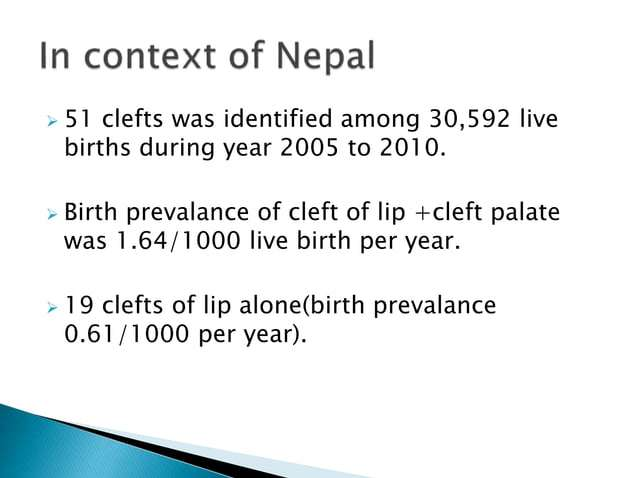 In context of Nepal
51 clefts was identified among 30,592 live
births during year 2005 to 2010.
Birth prevalance of cleft of lip +cleft palate
was 1.64/1000 live birth per year.
19 clefts of lip alone(birth prevalance
0.61/1000 per year).